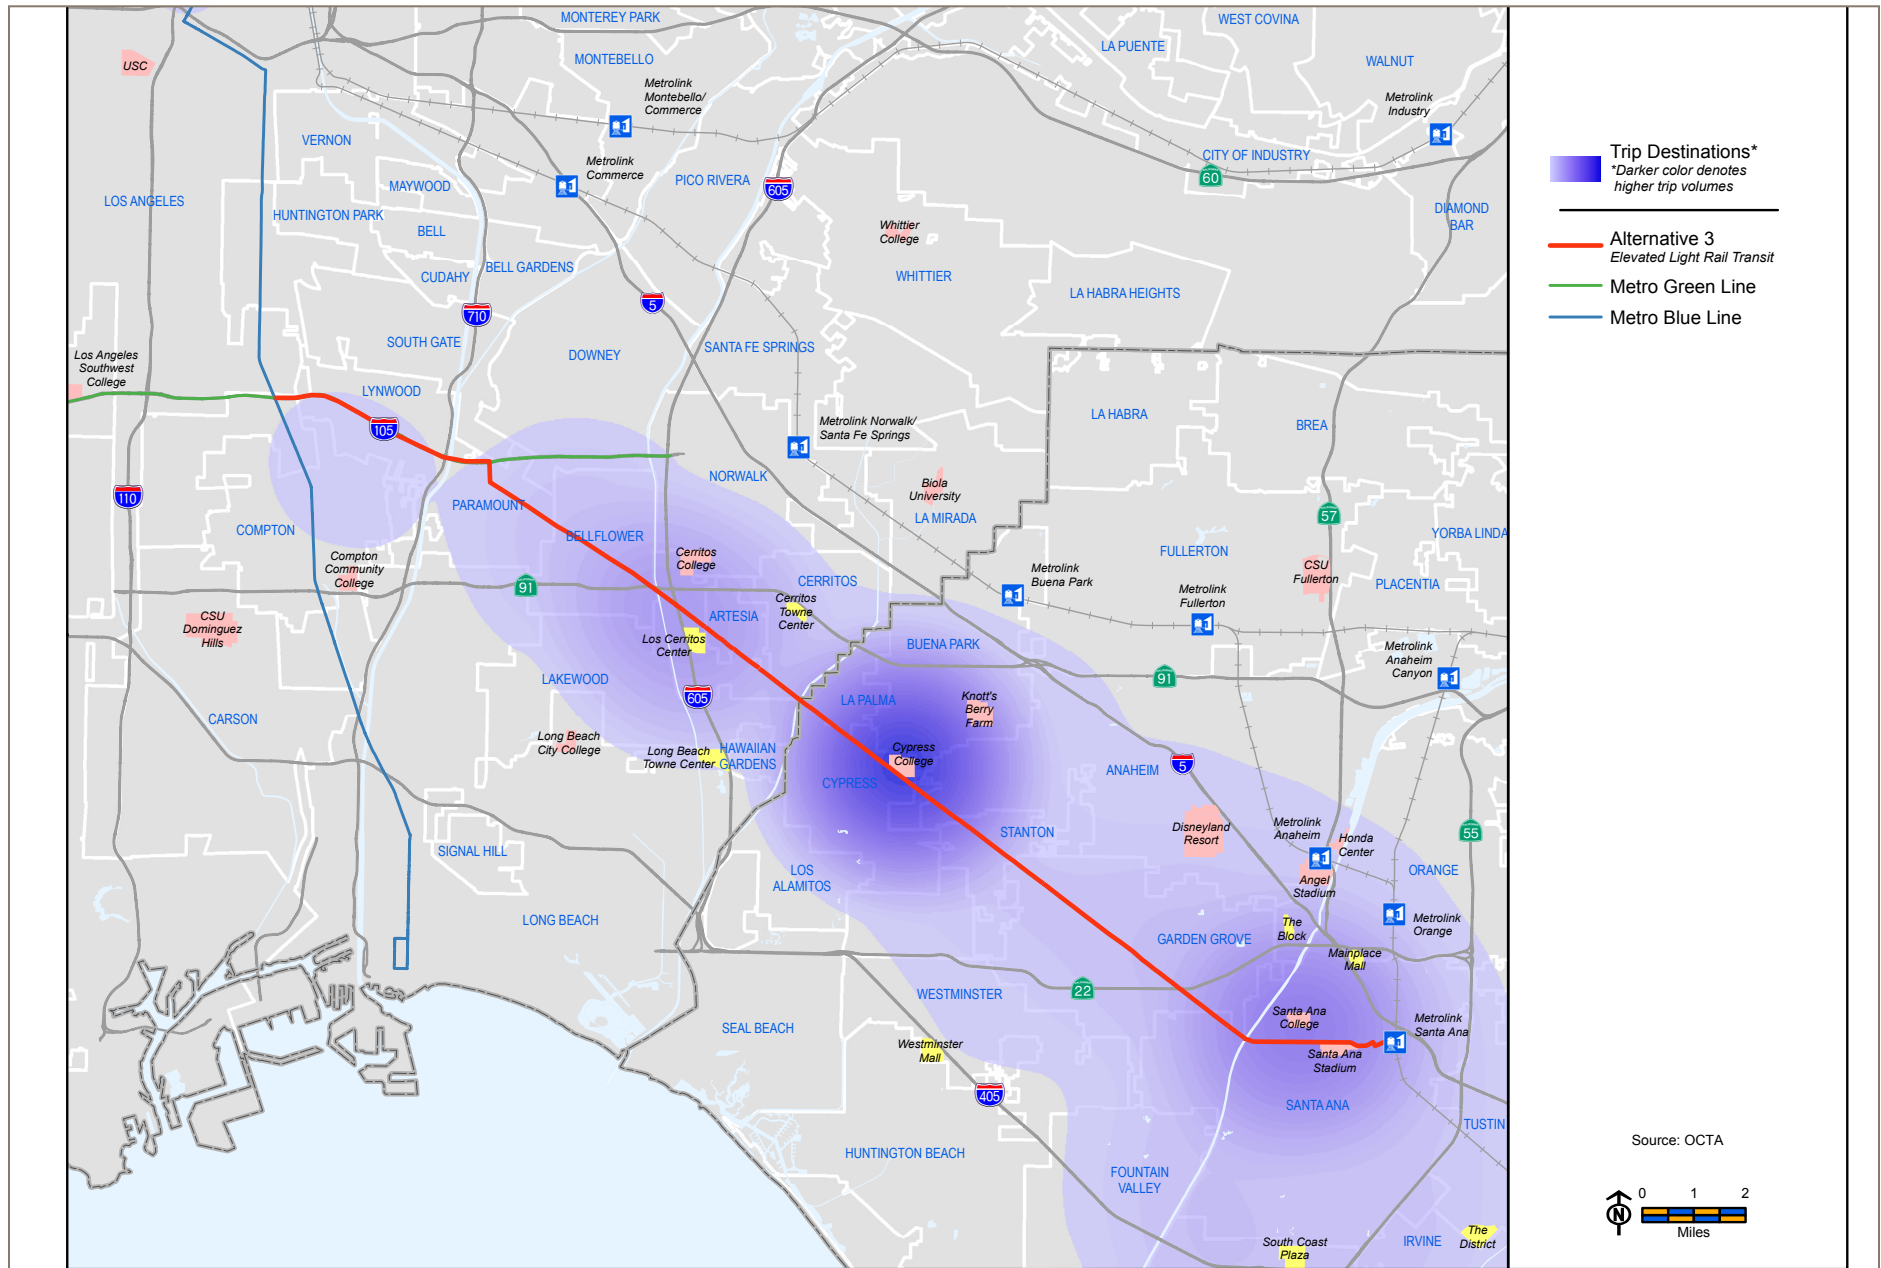 MONTEREY PARK
WEST COVINA
LA PUENTE
MONTEBELLO
WALNUT
USC
Metrolink
Montebello/
Commerce
Metrolink
Industry
VERNON
CITY OF INDUSTRY
60
Metrolink
Commerce
PICO RIVERA
605
MAYWOOD
LOS ANGELES
HUNTINGTON PARK
BELL
Whittier
College
DIAMOND
BAR
CUDAHY
BELL GARDENS
WHITTIER
LA HABRA HEIGHTS
5
710
SOUTH GATE
DOWNEY
SANTA FE SPRINGS
Los Angeles
Southwest
College
LYNWOOD
105
LA HABRA
BREA
Metrolink Norwalk/
Santa Fe Springs
NORWALK
110
PARAMOUNT
Biola
University
LA MIRADA
57
COMPTON
BELLFLOWER
YORBA LINDA
FULLERTON
Compton
Community
College
Cerritos
College
CERRITOS
Metrolink
Buena Park
CSU
Fullerton
PLACENTIA
91
Metrolink
Fullerton
Cerritos
Towne
Center
CSU
Dominguez
Hills
ARTESIA
Los Cerritos
Center
BUENA PARK
Metrolink
Anaheim
Canyon
91
LAKEWOOD
605
LA PALMA
Knott's
Berry
Farm
CARSON
Long Beach
City College
Long Beach
Towne Center
HAWAIIAN
GARDENS
Cypress
College
CYPRESS
ANAHEIM
5
STANTON
Disneyland
Resort
Metrolink
Anaheim
Honda
Center
55
SIGNAL HILL
LOS
ALAMITOS
Angel
Stadium
ORANGE
LONG BEACH
The
Block
Metrolink
Orange
GARDEN GROVE
Mainplace
Mall
22
WESTMINSTER
SEAL BEACH
Santa Ana
College
Metrolink
Santa Ana
Westminster
Mall
Santa Ana
Stadium
405
SANTA ANA
TUSTIN
HUNTINGTON BEACH
FOUNTAIN
VALLEY
South Coast
Plaza
IRVINE
The
District
Trip Destinations*
*Darker color denotes
higher trip volumes
Alternative 3
Elevated Light Rail Transit
Metro Green Line
Metro Blue Line
Source: OCTA
N
0 1 2
Miles